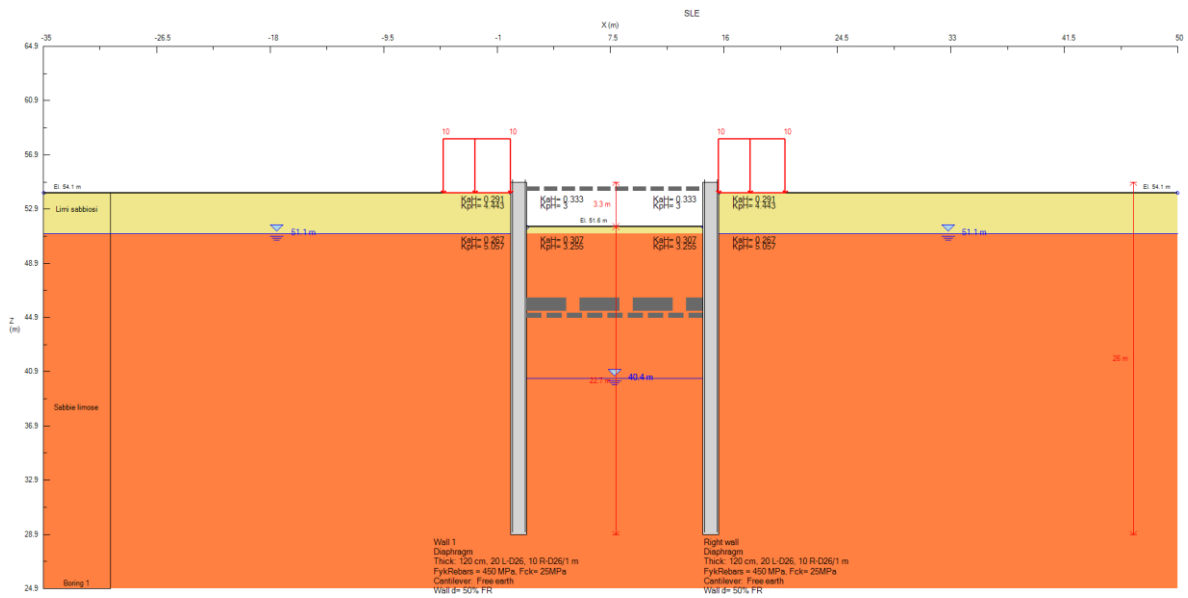 SLE
X (m)
-35 -26.5 -18 -9.5 -1 7.5 16 24.5 33 41.5 50
64.9
60.9
56.9
52.9
48.9
44.9
40.9
36.9
32.9
28.9
24.9
Z
(m)
10 10 10 10
El. 54.1 m El. 54.1 m
Limi sabbiosi
KaH= 0.291 KaH= 0.333 KaH= 0.333 KaH= 0.291
KpH= 4.443 KpH= 3 KpH= 3 KpH= 4.443
3.3 m
El. 51.6 m
51.1 m 51.1 m
KaH= 0.267 KaH= 0.307 KaH= 0.307 KaH= 0.267
KpH= 5.057 KpH= 3.255 KpH= 3.255 KpH= 5.057
26 m
22.7 m 40.4 m
Sabbie limose
Boring 1
Wall 1
Diaphragm
Thick: 120 cm, 20 L-D26, 10 R-D26/1 m
FykRebars = 450 MPa, Fck= 25MPa
Cantilever: Free earth
Wall d= 50% FR
Right wall
Diaphragm
Thick: 120 cm, 20 L-D26, 10 R-D26/1 m
FykRebars = 450 MPa, Fck= 25MPa
Cantilever: Free earth
Wall d= 50% FR